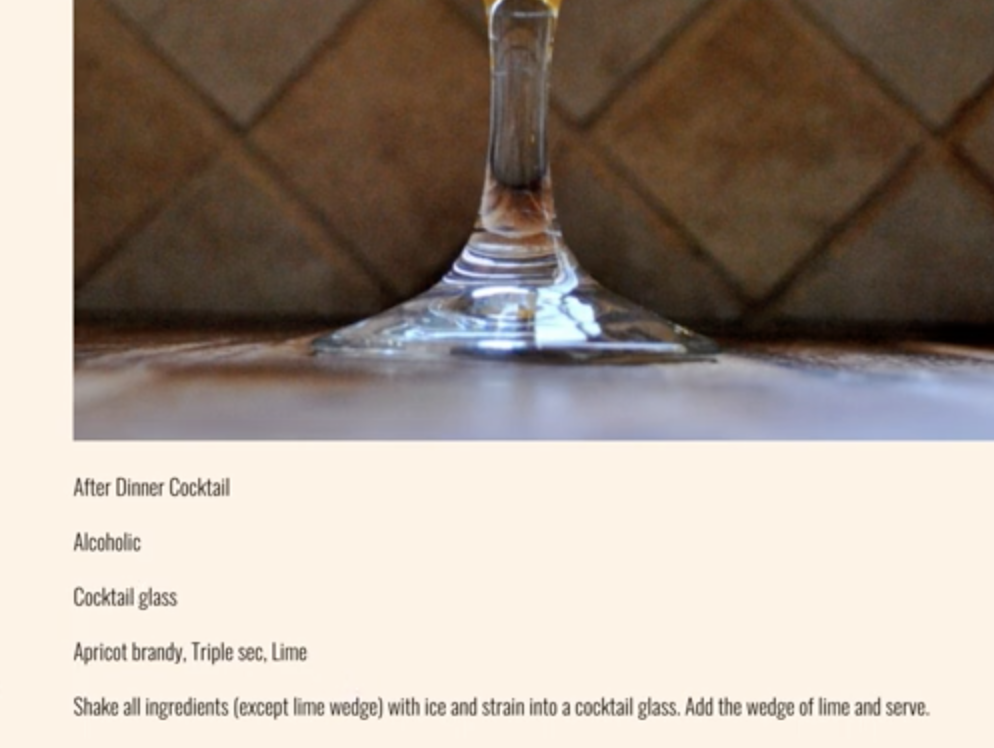 After Dinner Cocktail
Alcoholic
Cocktail glass
Apricot brandy, Triple sec, Lime
Shake all ingredients (except lime wedge) with ice and strain into a cocktail glass. Add the wedge of lime and serve.